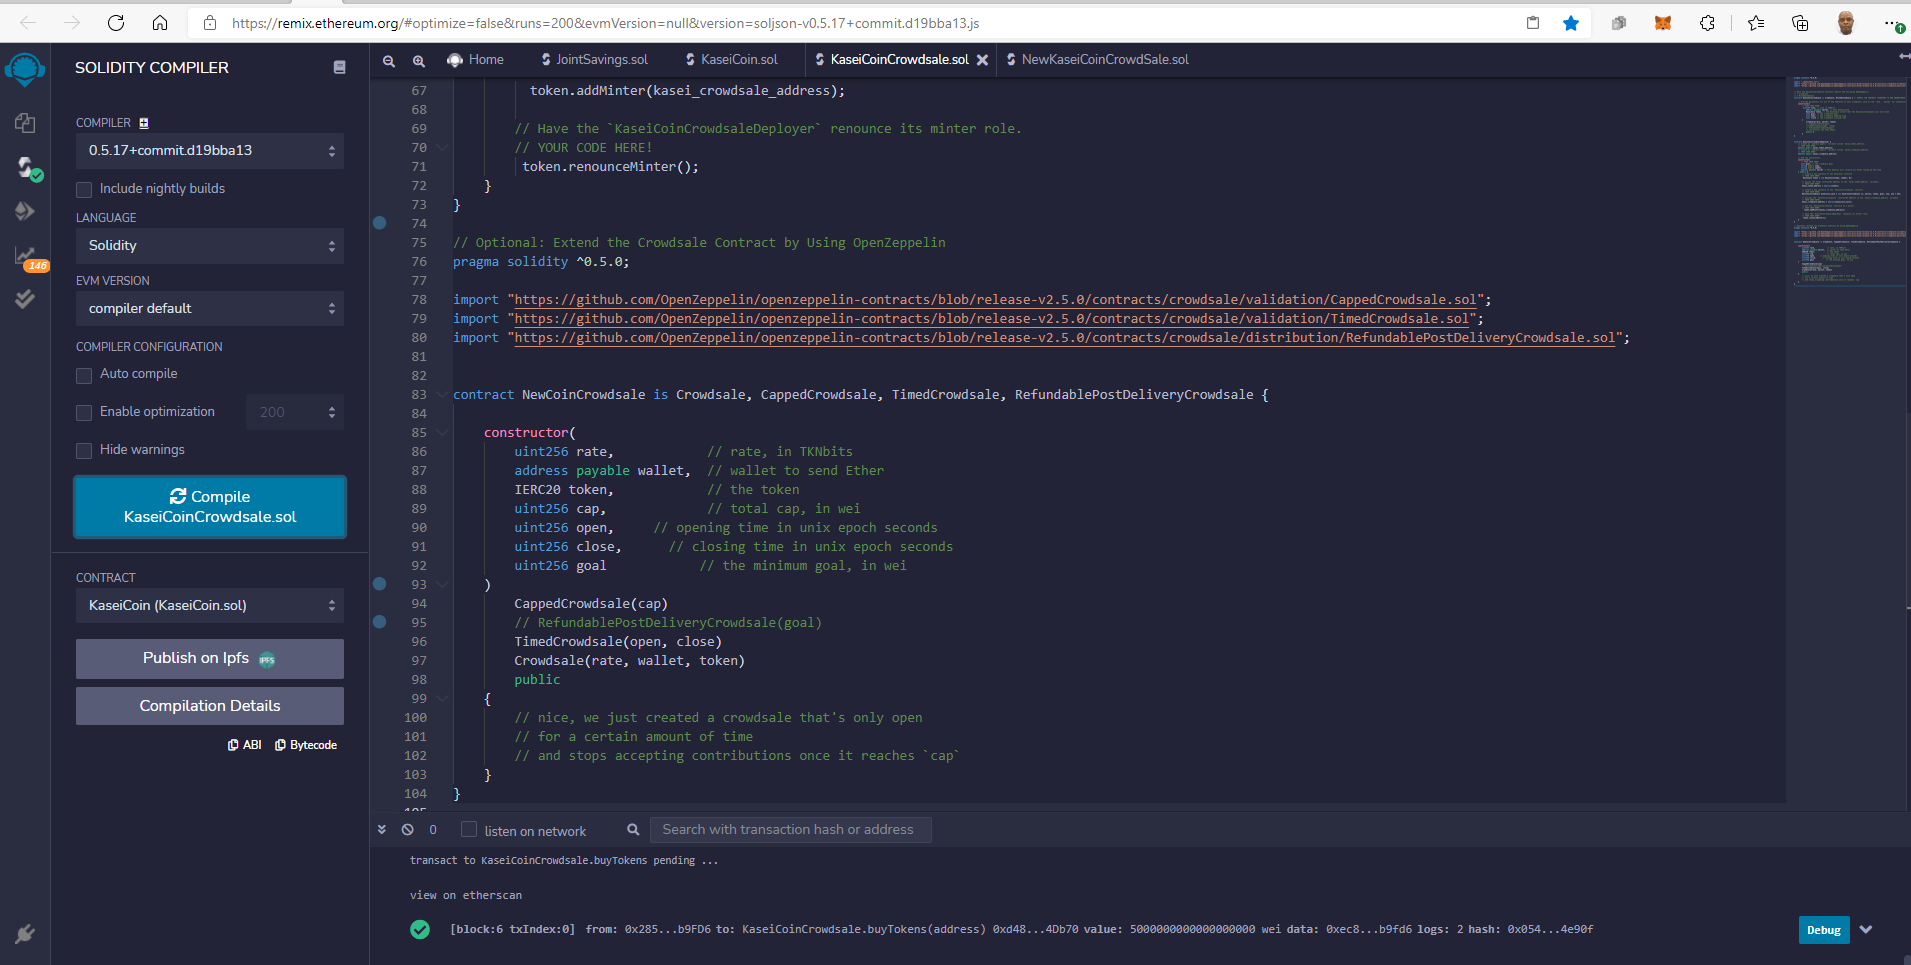 https://remix.ethereum.org/#optimize=false&runs=200&evmVersion=null&version=soljson-v0.5.17+commit.d19bba13.js
SOLIDITY COMPILER
COMPILER
0.5.17+commit.d19bba13
Include nightly builds
LANGUAGE
Solidity
EVM VERSION
compiler default
COMPILER CONFIGURATION
Auto compile
Enable optimization
200
Hide warnings
Compile
KaseiCoinCrowdsale.sol
CONTRACT
KaseiCoin (KaseiCoin.sol)
Publish on Ipfs
IPFS
Compilation Details
ABI Bytecode
146
Home JointSavings.sol KaseiCoin.sol KaseiCoinCrowdsale.sol NewKaseiCoinCrowdSale.sol
67 token.addMinter(kasei_crowdsale_address);
68
69 // Have the `KaseiCoinCrowdsaleDeployer` renounce its minter role.
70 // YOUR CODE HERE!
71 token.renounceMinter();
72 }
73 }
74
75 // Optional: Extend the Crowdsale Contract by Using OpenZeppelin
76 pragma solidity ^0.5.0;
77
78 import "https://github.com/OpenZeppelin/openzeppelin-contracts/blob/release-v2.5.0/contracts/crowdsale/validation/CappedCrowdsale.sol";
79 import "https://github.com/OpenZeppelin/openzeppelin-contracts/blob/release-v2.5.0/contracts/crowdsale/validation/TimedCrowdsale.sol";
80 import "https://github.com/OpenZeppelin/openzeppelin-contracts/blob/release-v2.5.0/contracts/crowdsale/distribution/RefundablePostDeliveryCrowdsale.sol";
81
82
83 contract NewCoinCrowdsale is Crowdsale, CappedCrowdsale, TimedCrowdsale, RefundablePostDeliveryCrowdsale {
84
85 constructor(
86 uint256 rate, // rate, in TKNbits
87 address payable wallet, // wallet to send Ether
88 IERC20 token, // the token
89 uint256 cap, // total cap, in wei
90 uint256 open, // opening time in unix epoch seconds
91 uint256 close, // closing time in unix epoch seconds
92 uint256 goal // the minimum goal, in wei
93 )
94 CappedCrowdsale(cap)
95 // RefundablePostDeliveryCrowdsale(goal)
96 TimedCrowdsale(open, close)
97 Crowdsale(rate, wallet, token)
98 public
99 {
100 // nice, we just created a crowdsale that's only open
101 // for a certain amount of time
102 // and stops accepting contributions once it reaches `cap`
103 }
104 }
0 listen on network Search with transaction hash or address
transact to KaseiCoinCrowdsale.buyTokens pending ...
view on etherscan
[block:6 txIndex:0] from: 0x285...b9FD6 to: KaseiCoinCrowdsale.buyTokens(address) 0xd48...4Db70 value: 5000000000000000000 wei data: 0xec8...b9fd6 logs: 2 hash: 0x054...4e90f
Debug